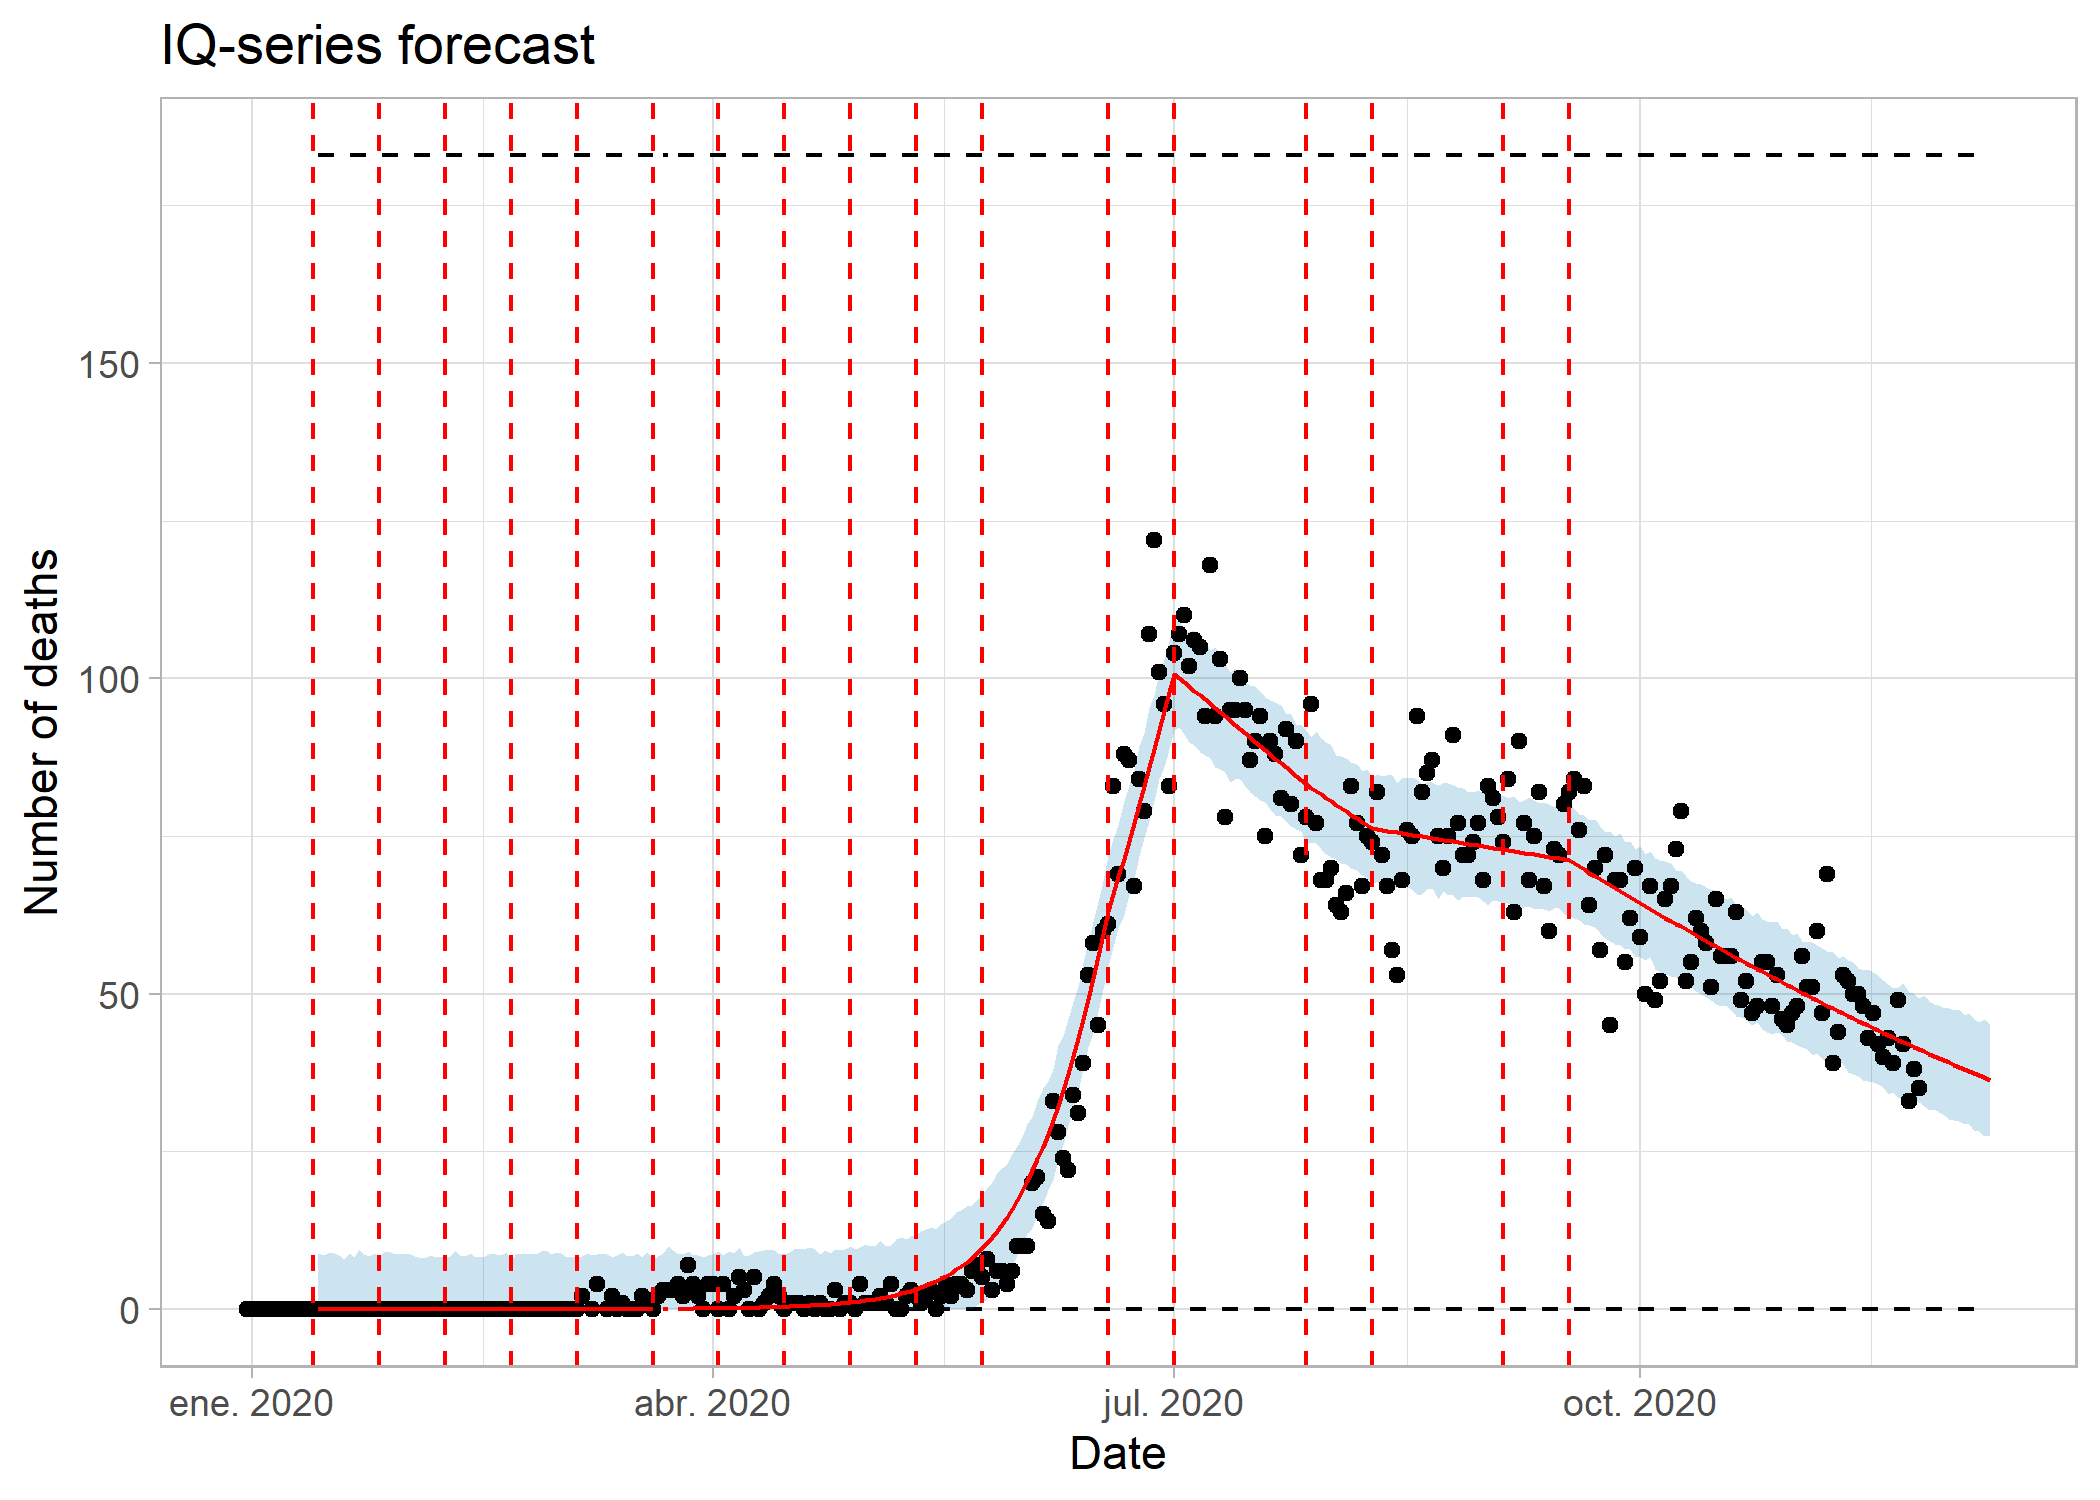 IQ-series forecast
Number of deaths
150
100
50
0
ene. 2020
abr. 2020
jul. 2020
oct. 2020
Date